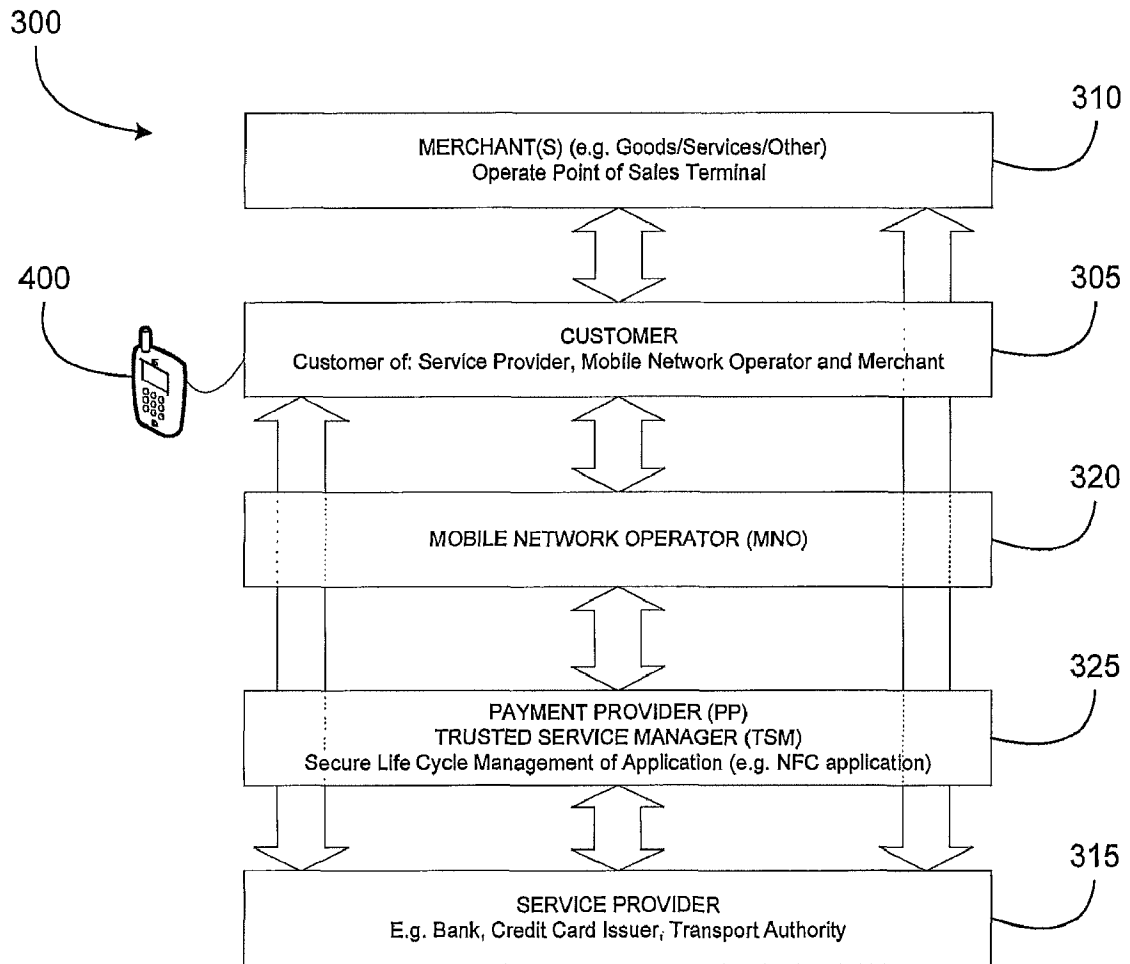 300
310
MERCHANT(S) (e.g. Goods/Services/Other)
Operate Point of Sales Terminal
400
305
CUSTOMER
Customer of: Service Provider, Mobile Network Operator and Merchant
320
MOBILE NETWORK OPERATOR (MNO)
325
PAYMENT PROVIDER (PP)
TRUSTED SERVICE MANAGER (TSM)
Secure Life Cycle Management of Application (e.g. NFC application)
315
SERVICE PROVIDER
E.g. Bank, Credit Card Issuer, Transport Authority